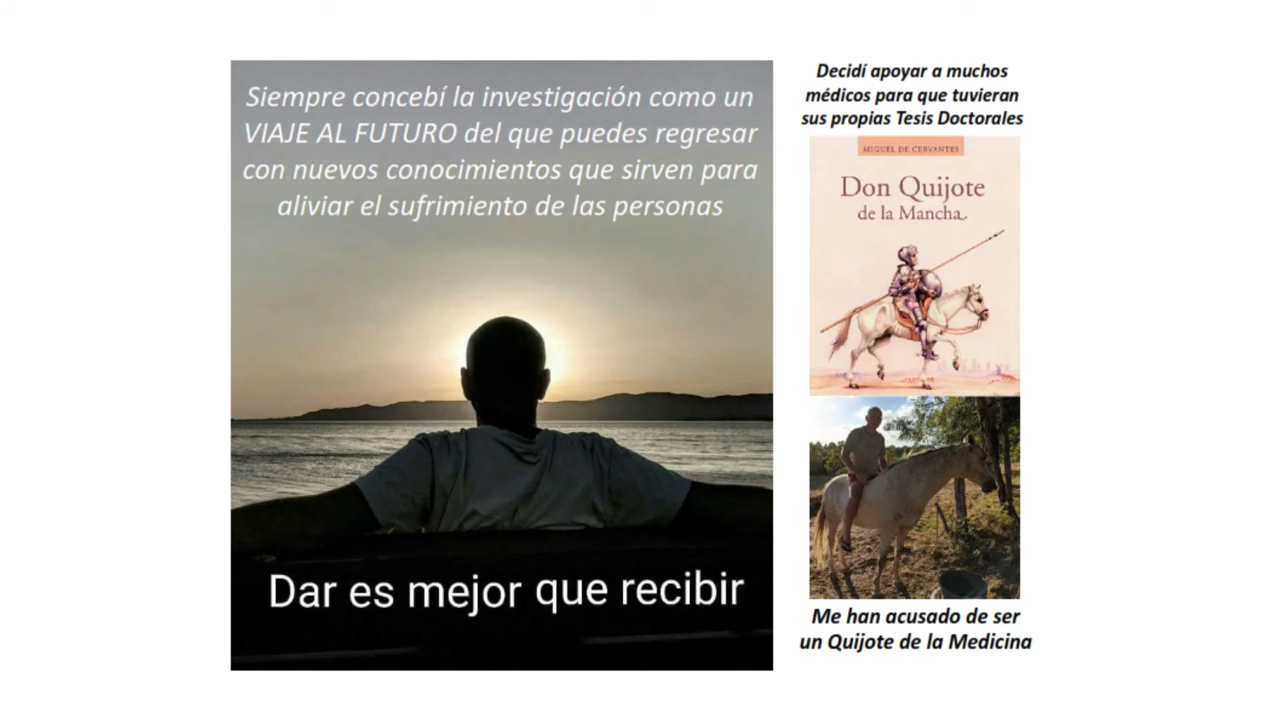 Siempre concebí la investigación como un
VIAJE AL FUTURO del que puedes regresar
con nuevos conocimientos que sirven para
aliviar el sufrimiento de las personas
Dar es mejor que recibir
Decidí apoyar a muchos
médicos para que tuvieran
sus propias Tesis Doctorales
MIGUEL DE CERVANTES
Don Quijote
de la Mancha
Me han acusado de ser
un Quijote de la Medicina